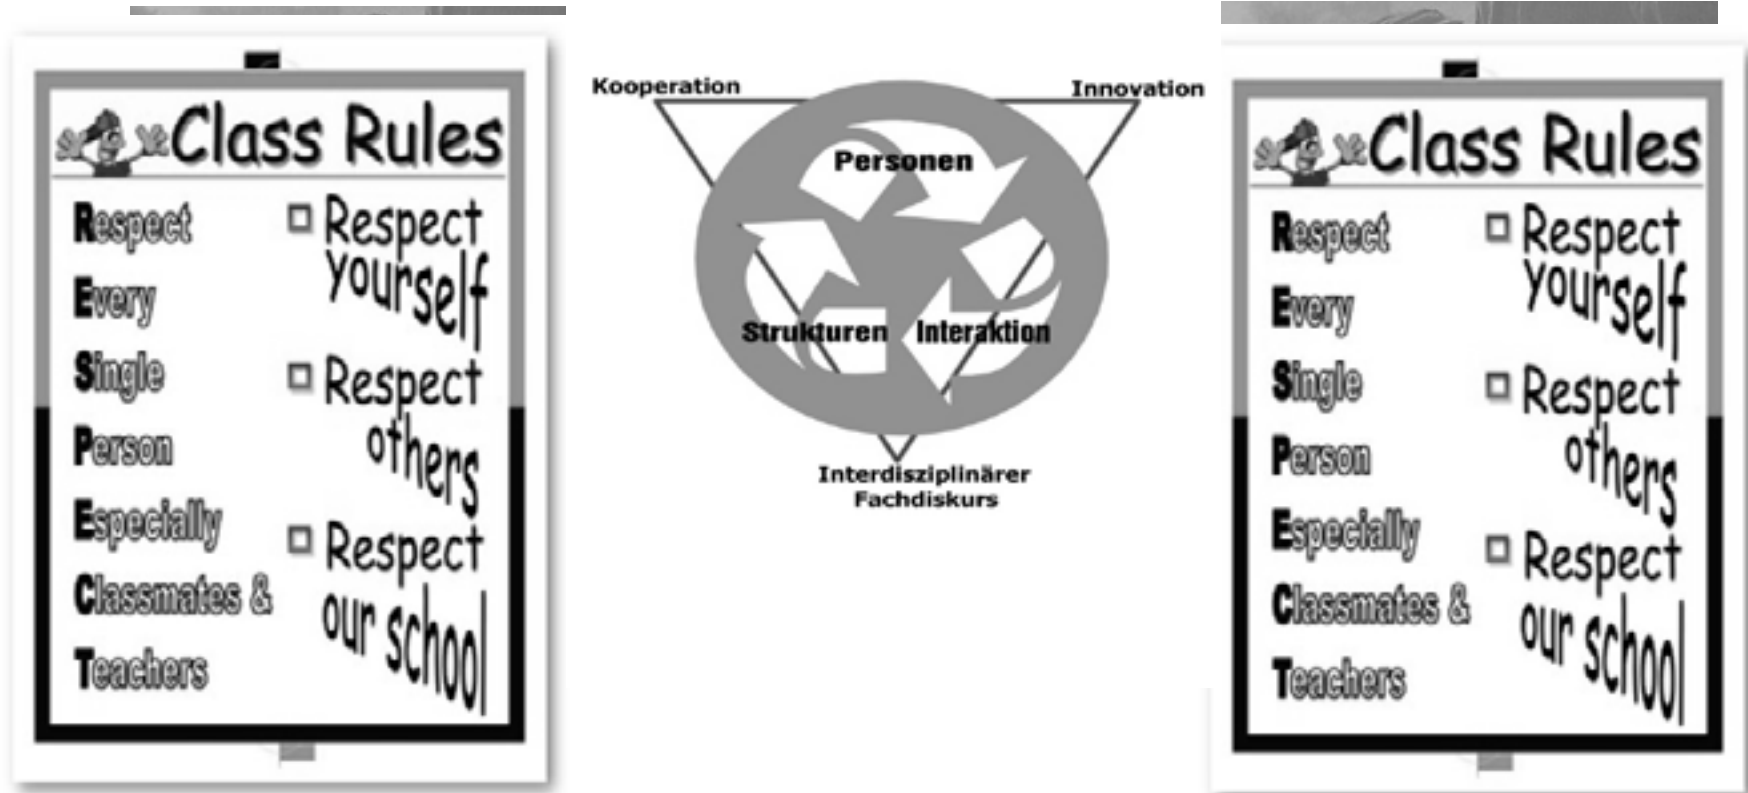 Class Rules
Respect
Every
Single
Person
Especially
Classmates &
Teachers
Respect
yourself
Respect
others
Respect
our school
Kooperation
Innovation
Personen
Strukturen
Interaktion
Interdisziplinärer
Fachdiskurs
Class Rules
Respect
Every
Single
Person
Especially
Classmates &
Teachers
Respect
yourself
Respect
others
Respect
our school